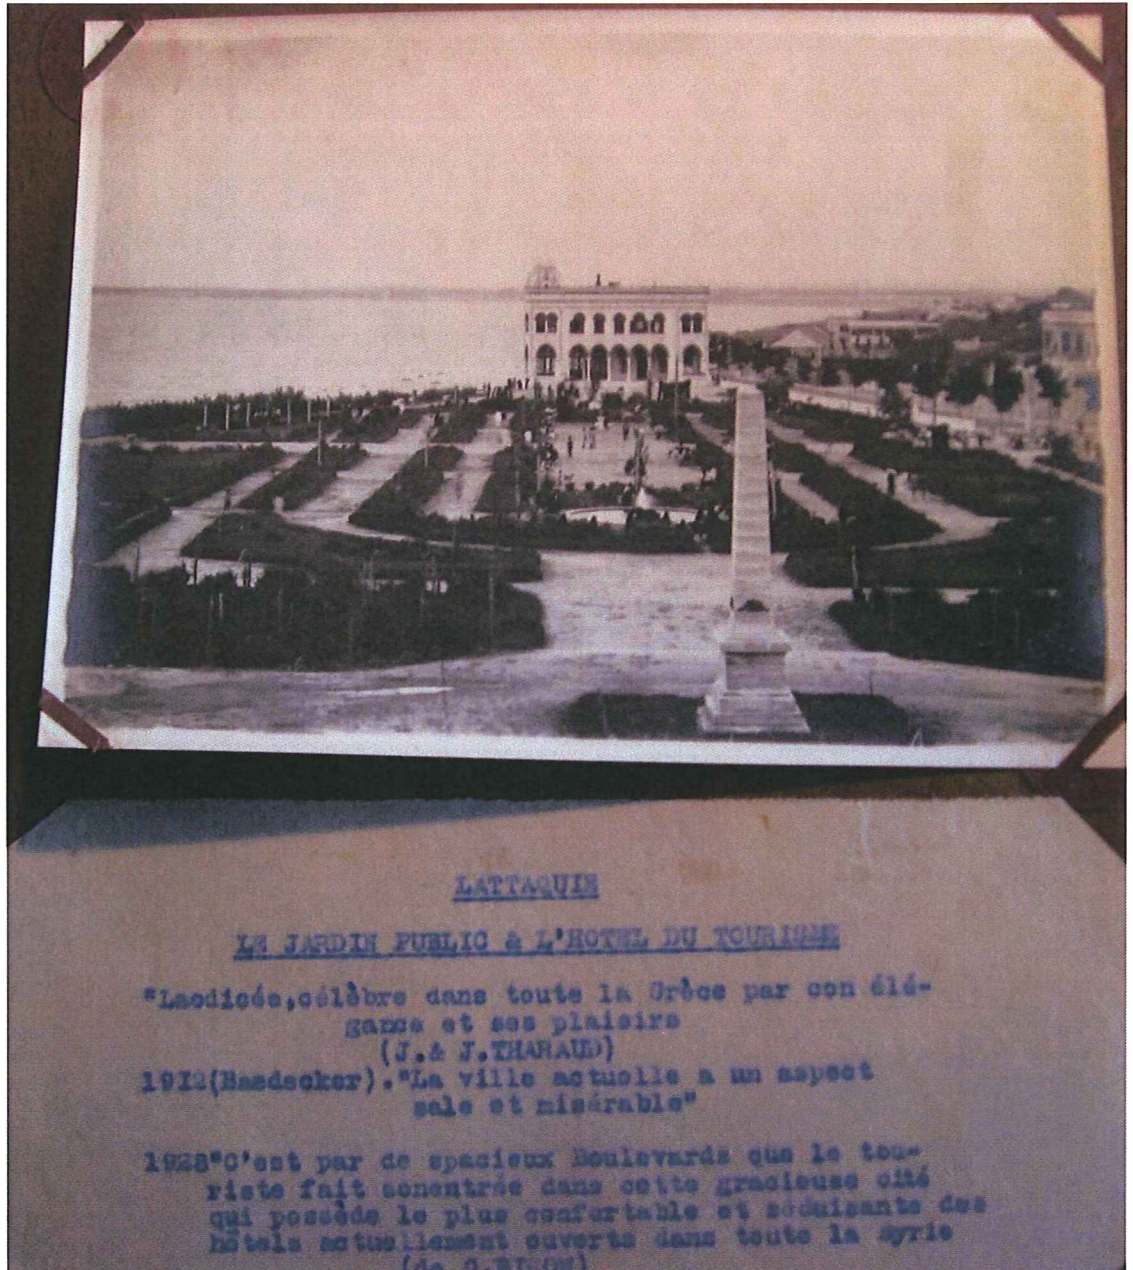 LATTAQUIE
LE JARDIN PUBLIC & L'HOTEL DU TOURISME
"Laodicée,célèbre dans toute la Grèce par son élé-
gance et ses plaisirs
(J.& J.THARAUD)
1912(Baedecker)."La ville actuelle a un aspect
sale et misérable"
1928"C'est par de spacieux Boulevards que le tou-
riste fait sonentrée dans cette gracieuse cité
qui possède le plus confortable et séduisante des
hôtels actuellement ouverts dans toute la Syrie
(de